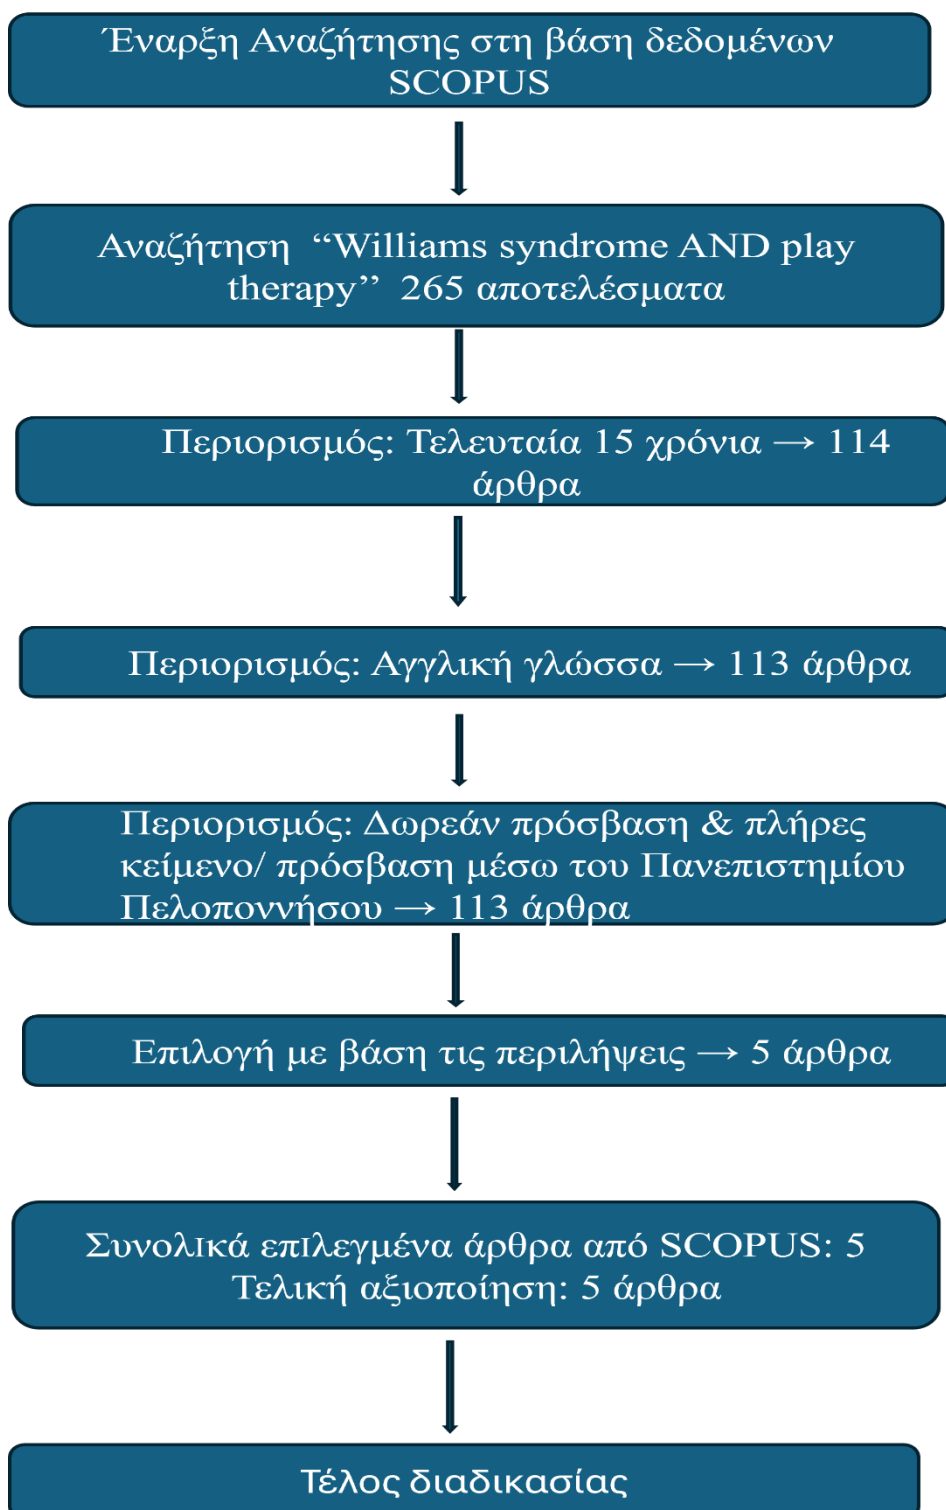 Έναρξη Αναζήτησης στη βάση δεδομένων
SCOPUS
Αναζήτηση “Williams syndrome AND play
therapy” 265 αποτελέσματα
Περιορισμός: Τελευταία 15 χρόνια → 114
άρθρα
Περιορισμός: Αγγλική γλώσσα → 113 άρθρα
Περιορισμός: Δωρεάν πρόσβαση & πλήρες
κείμενο/ πρόσβαση μέσω του Πανεπιστημίου
Πελοποννήσου → 113 άρθρα
Επιλογή με βάση τις περιλήψεις → 5 άρθρα
Συνολικά επιλεγμένα άρθρα από SCOPUS: 5
Τελική αξιοποίηση: 5 άρθρα
Τέλος διαδικασίας